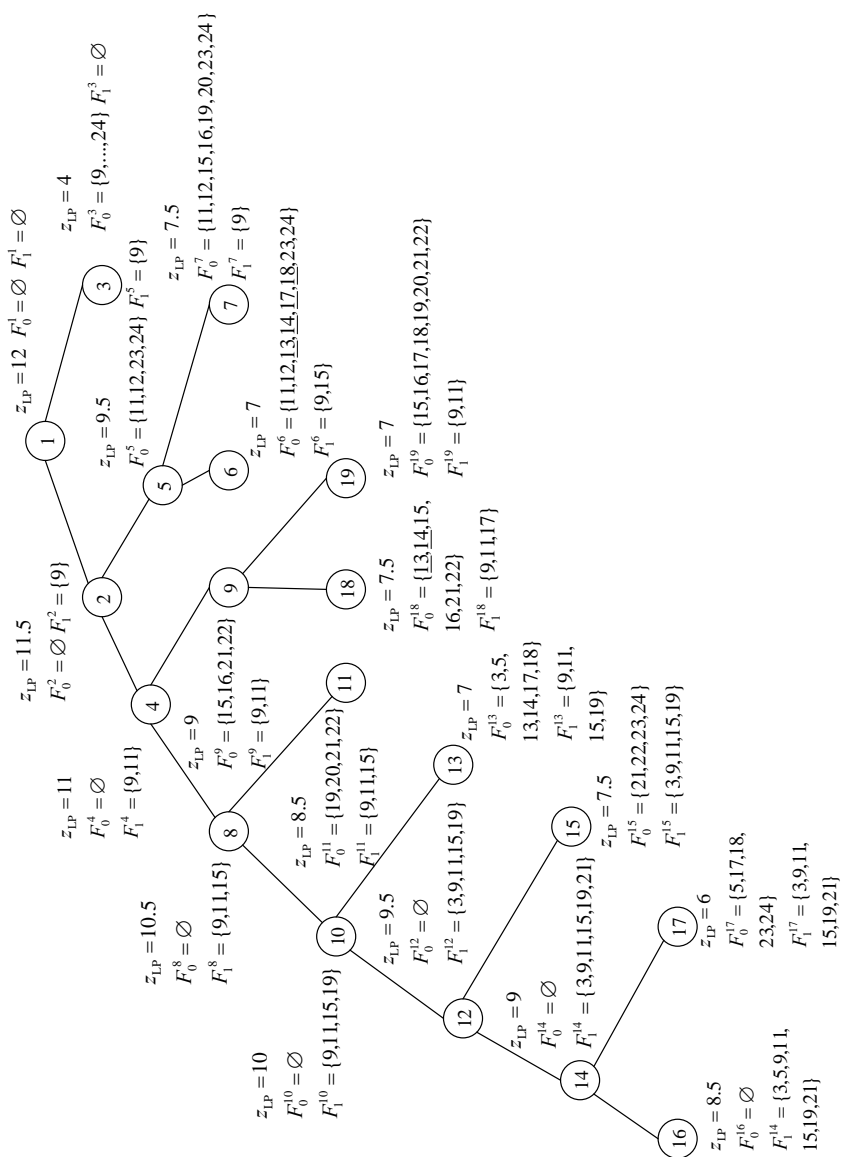 z_LP = 12 F_0^1 = ∅ F_1^1 = ∅
1
z_LP = 4
F_0^3 = {9,...,24} F_1^3 = ∅
3
z_LP = 11.5
F_0^2 = ∅ F_1^2 = {9}
2
z_LP = 9.5
F_0^5 = {11,12,23,24} F_1^5 = {9}
5
z_LP = 7.5
F_0^7 = {11,12,15,16,19,20,23,24}
F_1^7 = {9}
7
z_LP = 7
F_0^6 = {11,12,13,14,17,18,23,24}
F_1^6 = {9,15}
6
z_LP = 11
F_0^4 = ∅
F_1^4 = {9,11}
4
z_LP = 9
F_0^9 = {15,16,21,22}
F_1^9 = {9,11}
9
z_LP = 7
F_0^19 = {15,16,17,18,19,20,21,22}
F_1^19 = {9,11}
19
z_LP = 7.5
F_0^18 = {13,14,15,
16,21,22}
F_1^18 = {9,11,17}
18
z_LP = 10.5
F_0^8 = ∅
F_1^8 = {9,11,15}
8
z_LP = 8.5
F_0^11 = {19,20,21,22}
F_1^11 = {9,11,15}
11
z_LP = 10
F_0^10 = ∅
F_1^10 = {9,11,15,19}
10
z_LP = 7
F_0^13 = {3,5,
13,14,17,18}
F_1^13 = {9,11,
15,19}
13
z_LP = 9.5
F_0^12 = ∅
F_1^12 = {3,9,11,15,19}
12
z_LP = 7.5
F_0^15 = {21,22,23,24}
F_1^15 = {3,9,11,15,19}
15
z_LP = 9
F_0^14 = ∅
F_1^14 = {3,9,11,15,19,21}
14
z_LP = 6
F_0^17 = {5,17,18,
23,24}
F_1^17 = {3,9,11,
15,19,21}
17
z_LP = 8.5
F_0^16 = ∅
F_1^14 = {3,5,9,11,
15,19,21}
16